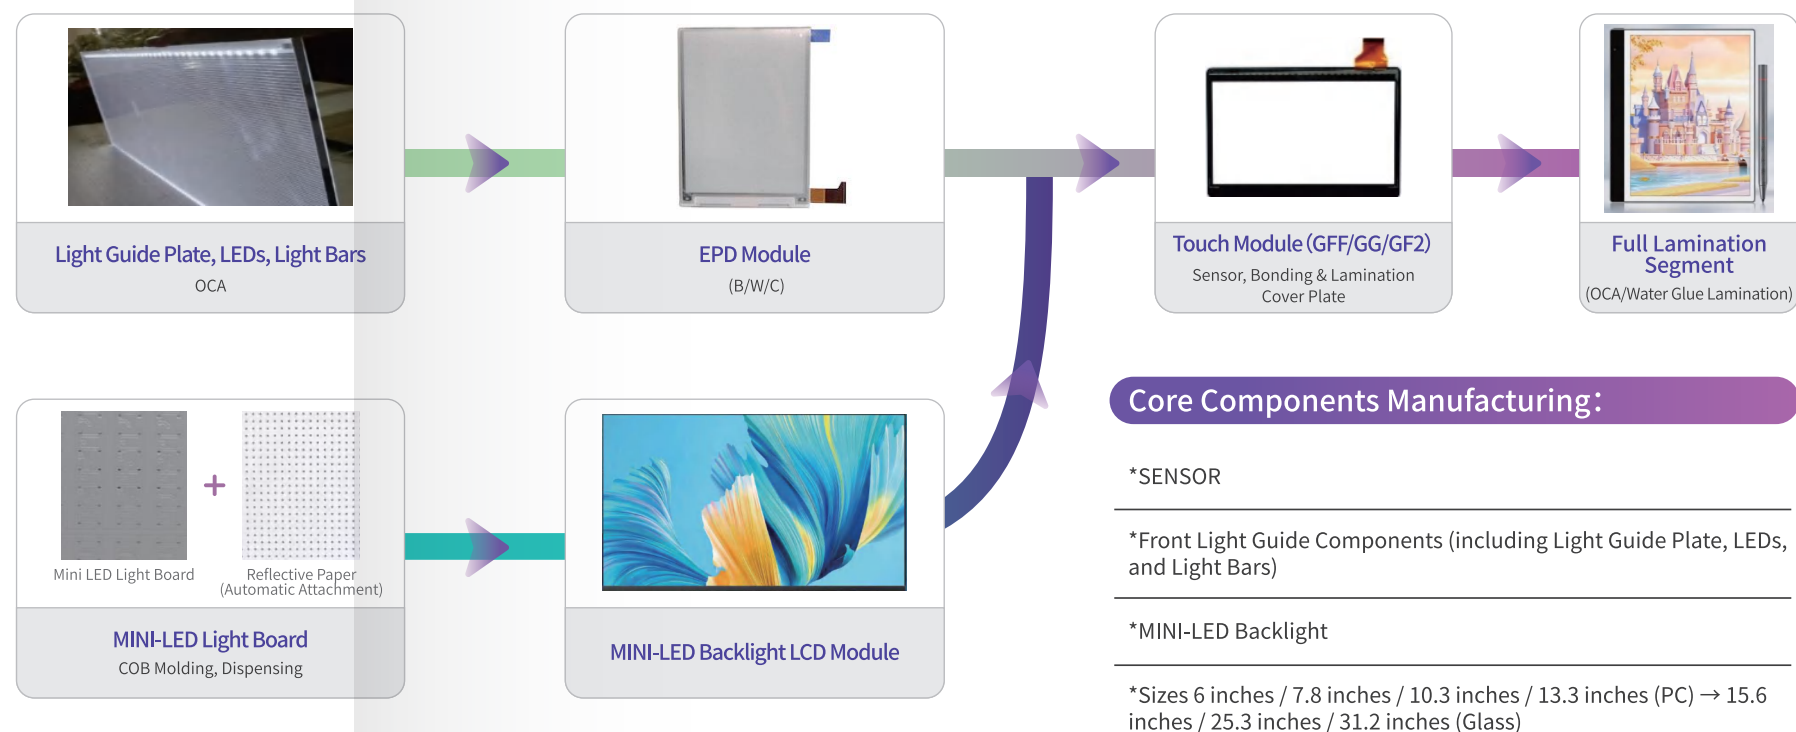 Light Guide Plate, LEDs, Light Bars
OCA
EPD Module
(B/W/C)
Touch Module (GFF/GG/GF2)
Sensor, Bonding & Lamination
Cover Plate
Full Lamination
Segment
(OCA/Water Glue Lamination)
+
Mini LED Light Board
Reflective Paper
(Automatic Attachment)
MINI-LED Light Board
COB Molding, Dispensing
MINI-LED Backlight LCD Module
Core Components Manufacturing:
*SENSOR
*Front Light Guide Components (including Light Guide Plate, LEDs,
and Light Bars)
*MINI-LED Backlight
*Sizes 6 inches / 7.8 inches / 10.3 inches / 13.3 inches (PC) → 15.6
inches / 25.3 inches / 31.2 inches (Glass)